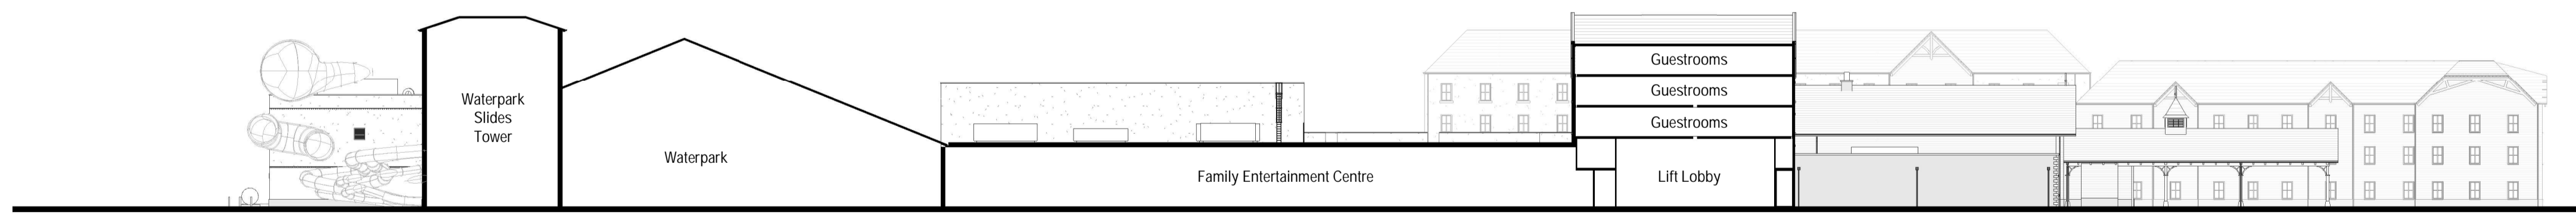 Waterpark
Slides
Tower
Waterpark
Family Entertainment Centre
Guestrooms
Guestrooms
Guestrooms
Lift Lobby